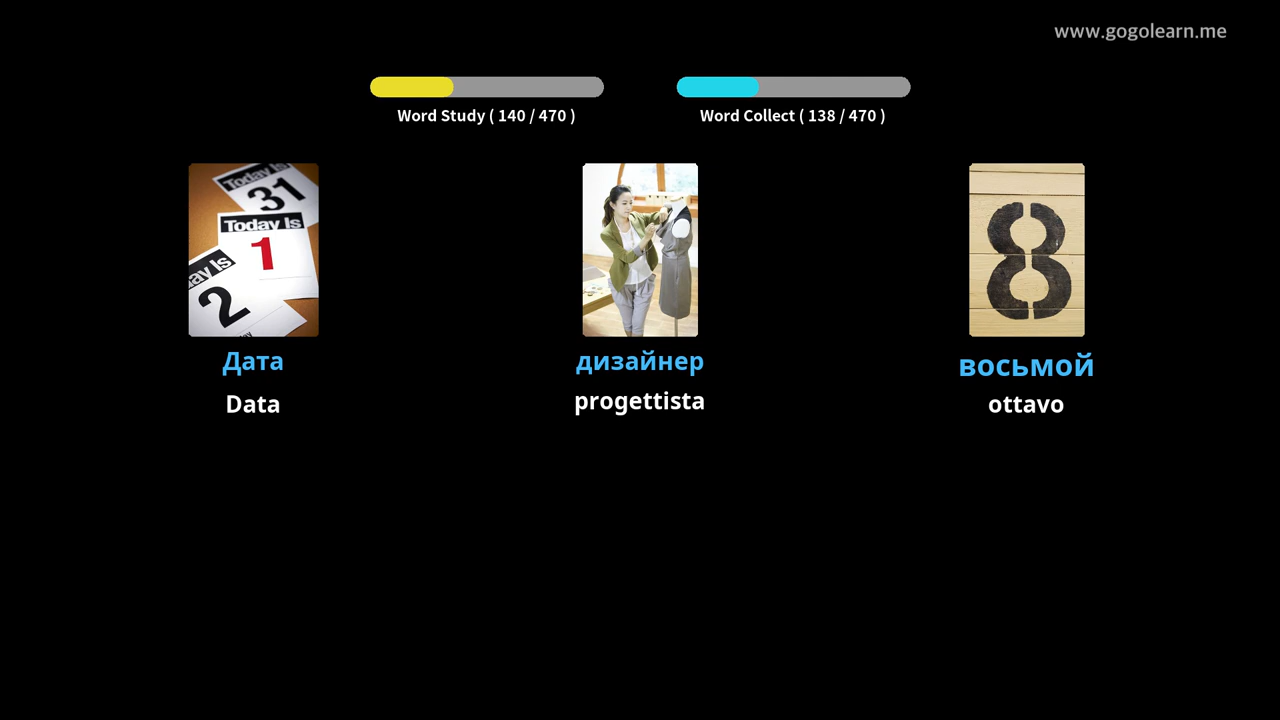 www.gogolearn.me
Word Study ( 140 / 470 )
Word Collect ( 138 / 470 )
Today Is
31
Today Is
1
ay Is
2
8
Дата
дизайнер
восьмой
Data
progettista
ottavo